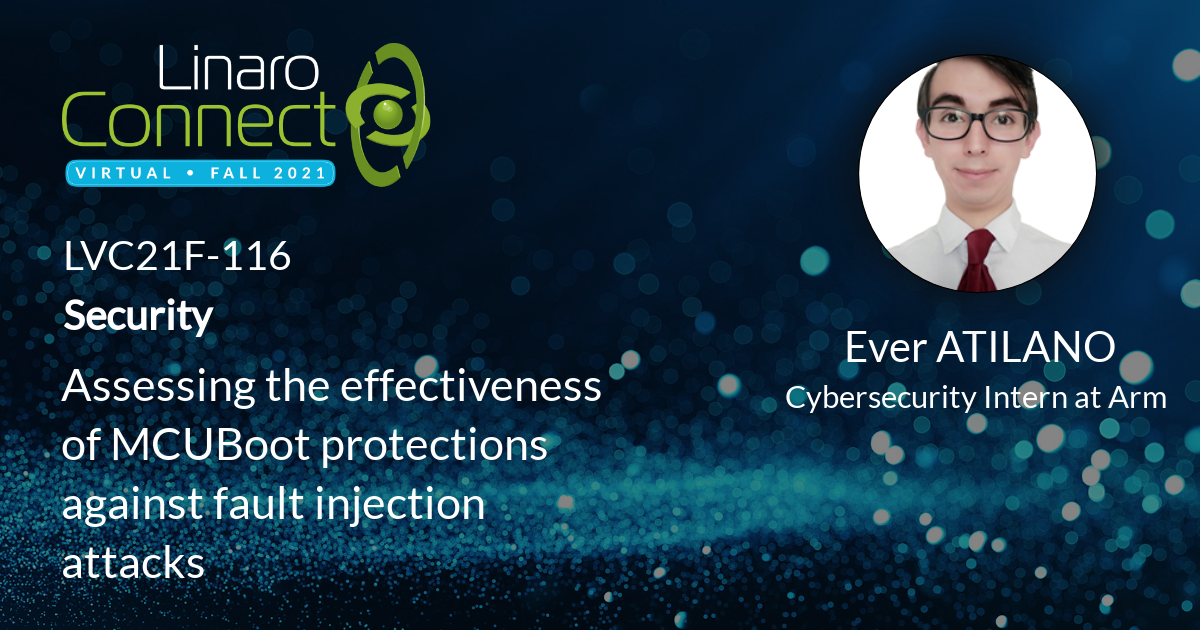 Linaro
Connect
VIRTUAL • FALL 2021
LVC21F-116
Security
Assessing the effectiveness
of MCUBoot protections
against fault injection
attacks
Ever ATILANO
Cybersecurity Intern at Arm